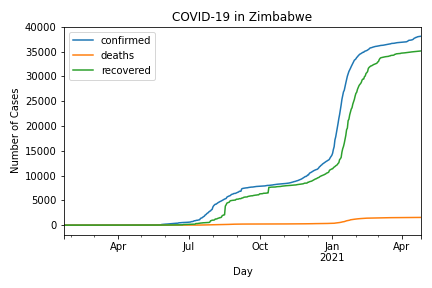 COVID-19 in Zimbabwe
confirmed
deaths
recovered
40000
35000
30000
25000
20000
15000
10000
5000
0
Number of Cases
Apr
Jul
Oct
Jan
2021
Apr
Day